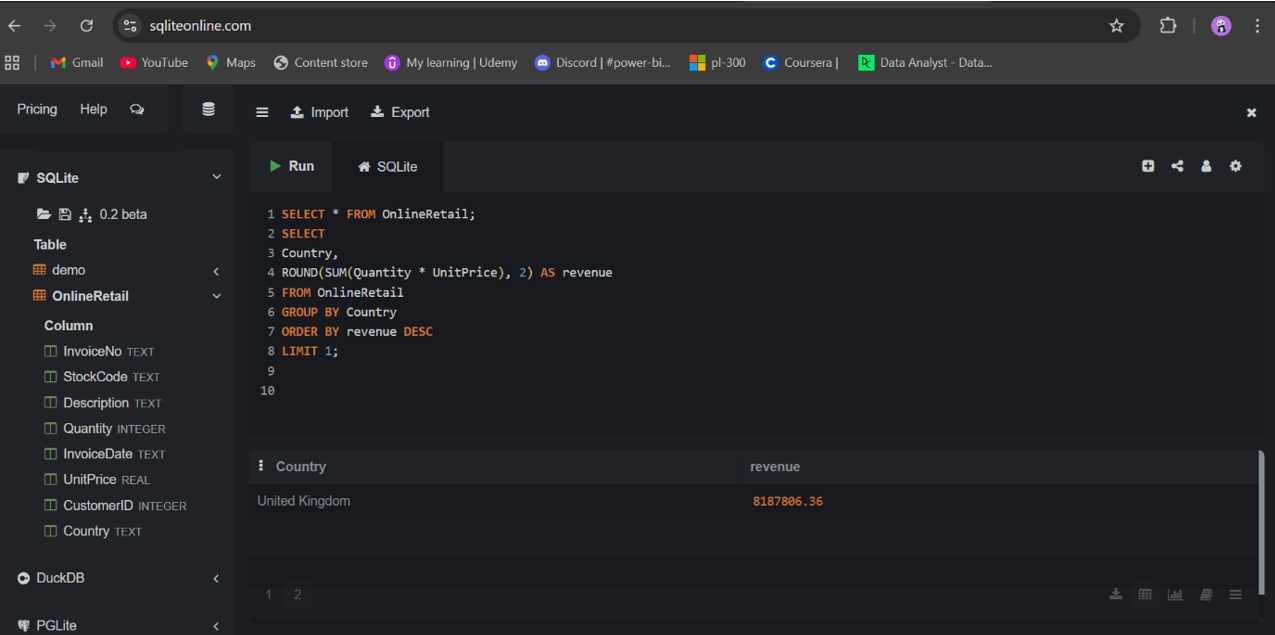 sqliteonline.com
Gmail YouTube Maps Content store My learning | Udemy Discord | #power-bi... pl-300 Coursera | Data Analyst - Data...
Pricing Help Import Export
Run SQLite
SQLite
0.2 beta
Table
demo
OnlineRetail
Column
InvoiceNo TEXT
StockCode TEXT
Description TEXT
Quantity INTEGER
InvoiceDate TEXT
UnitPrice REAL
CustomerID INTEGER
Country TEXT
DuckDB
PGLite
1 SELECT * FROM OnlineRetail;
2 SELECT
3 Country,
4 ROUND(SUM(Quantity * UnitPrice), 2) AS revenue
5 FROM OnlineRetail
6 GROUP BY Country
7 ORDER BY revenue DESC
8 LIMIT 1;
9
10
Country revenue
United Kingdom 8187806.36
1 2